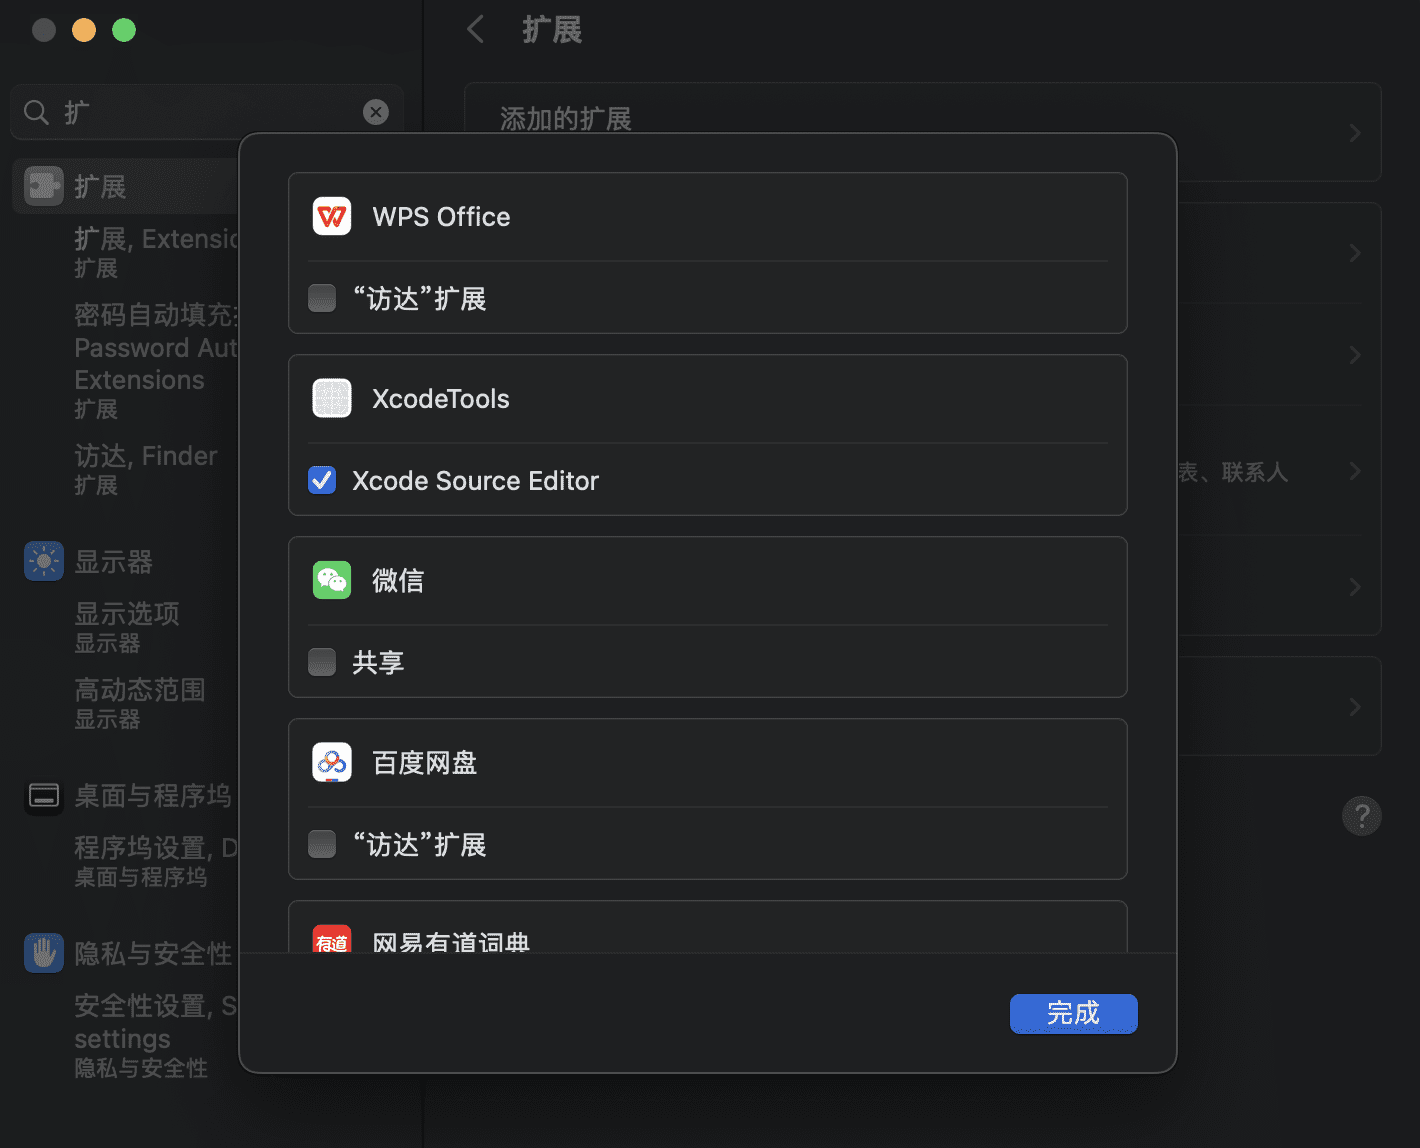 扩展
扩
添加的扩展
扩展
扩展, Extensio
扩展
密码自动填充
Password Aut
Extensions
扩展
访达, Finder
扩展
显示器
显示选项
显示器
高动态范围
显示器
桌面与程序坞
程序坞设置, D
桌面与程序坞
隐私与安全性
安全性设置, S
settings
隐私与安全性
WPS Office
“访达”扩展
XcodeTools
Xcode Source Editor
微信
共享
百度网盘
“访达”扩展
有道
网易有道词典
完成
表、联系人
?